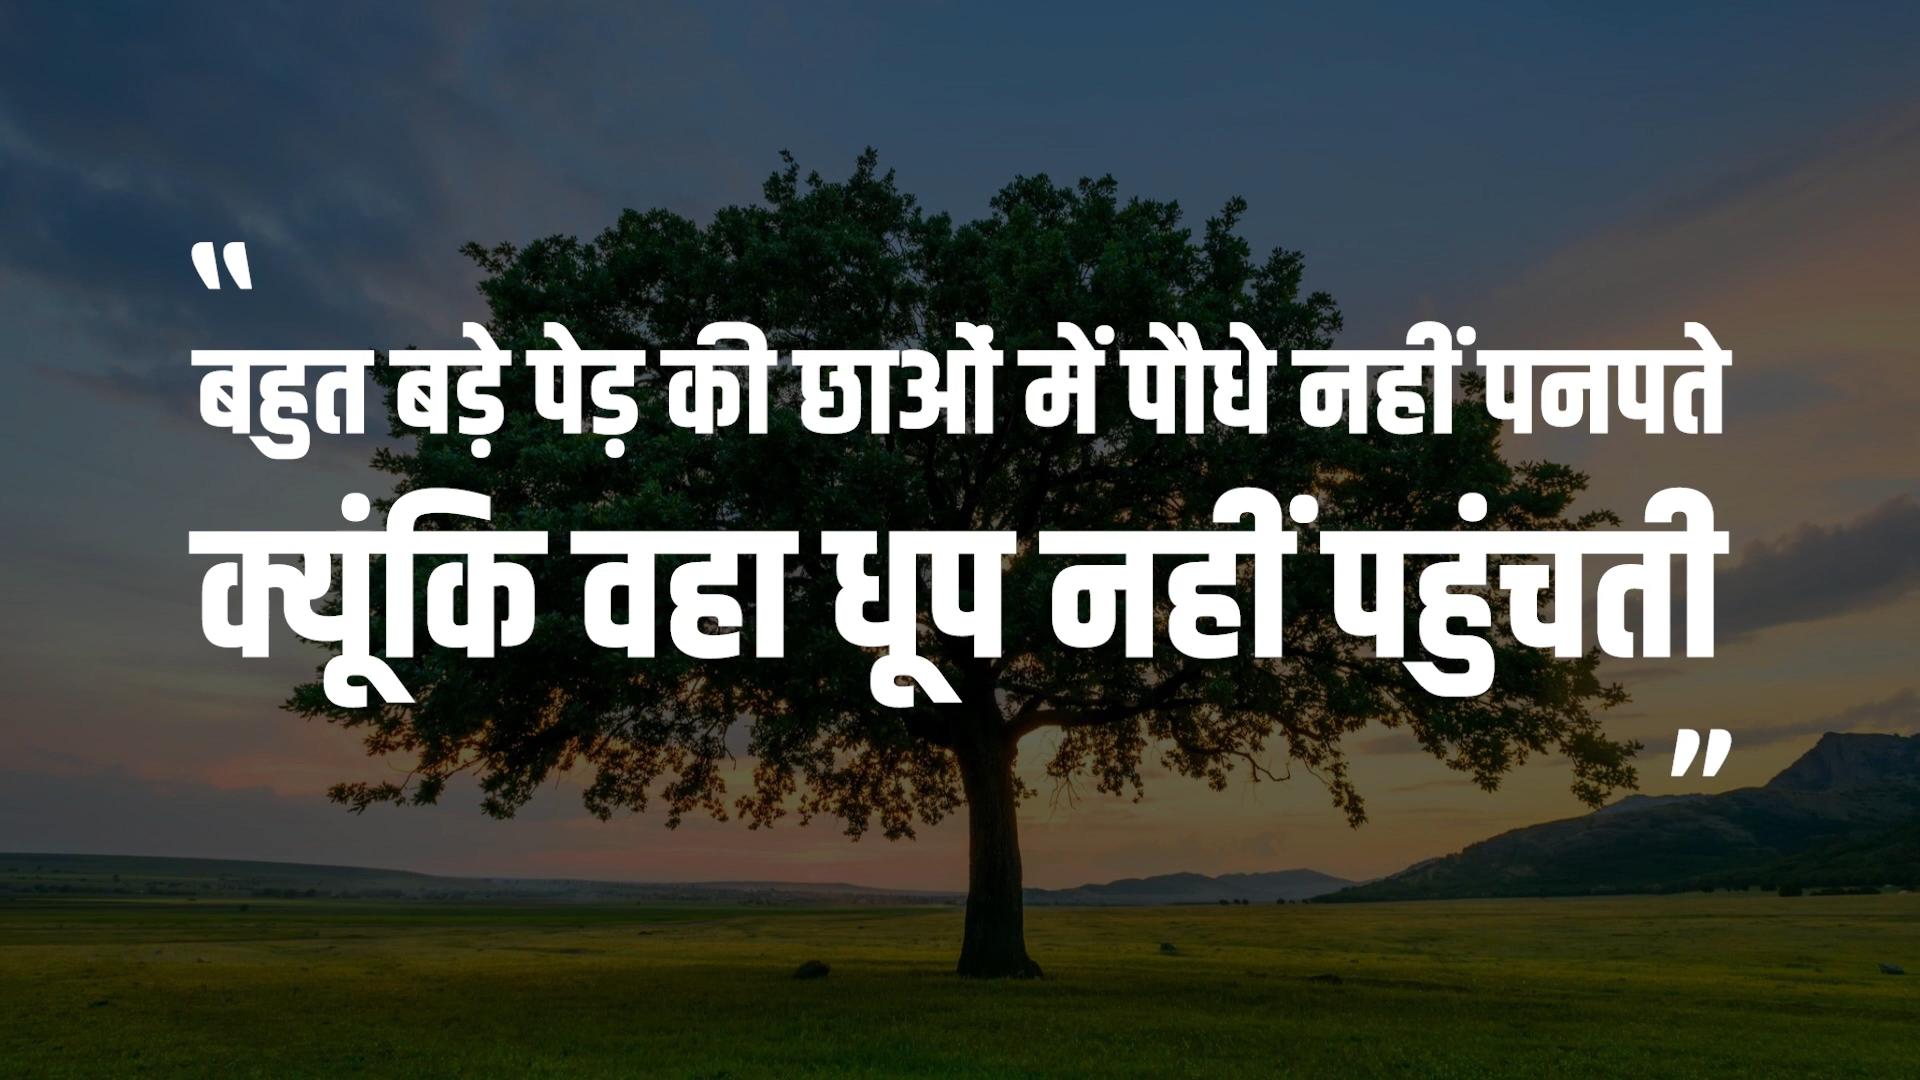 “
बहुत बड़े पेड़ की छाओं में पौधे नहीं पनपते
क्यूंकि वहा धूप नहीं पहुंचती
”